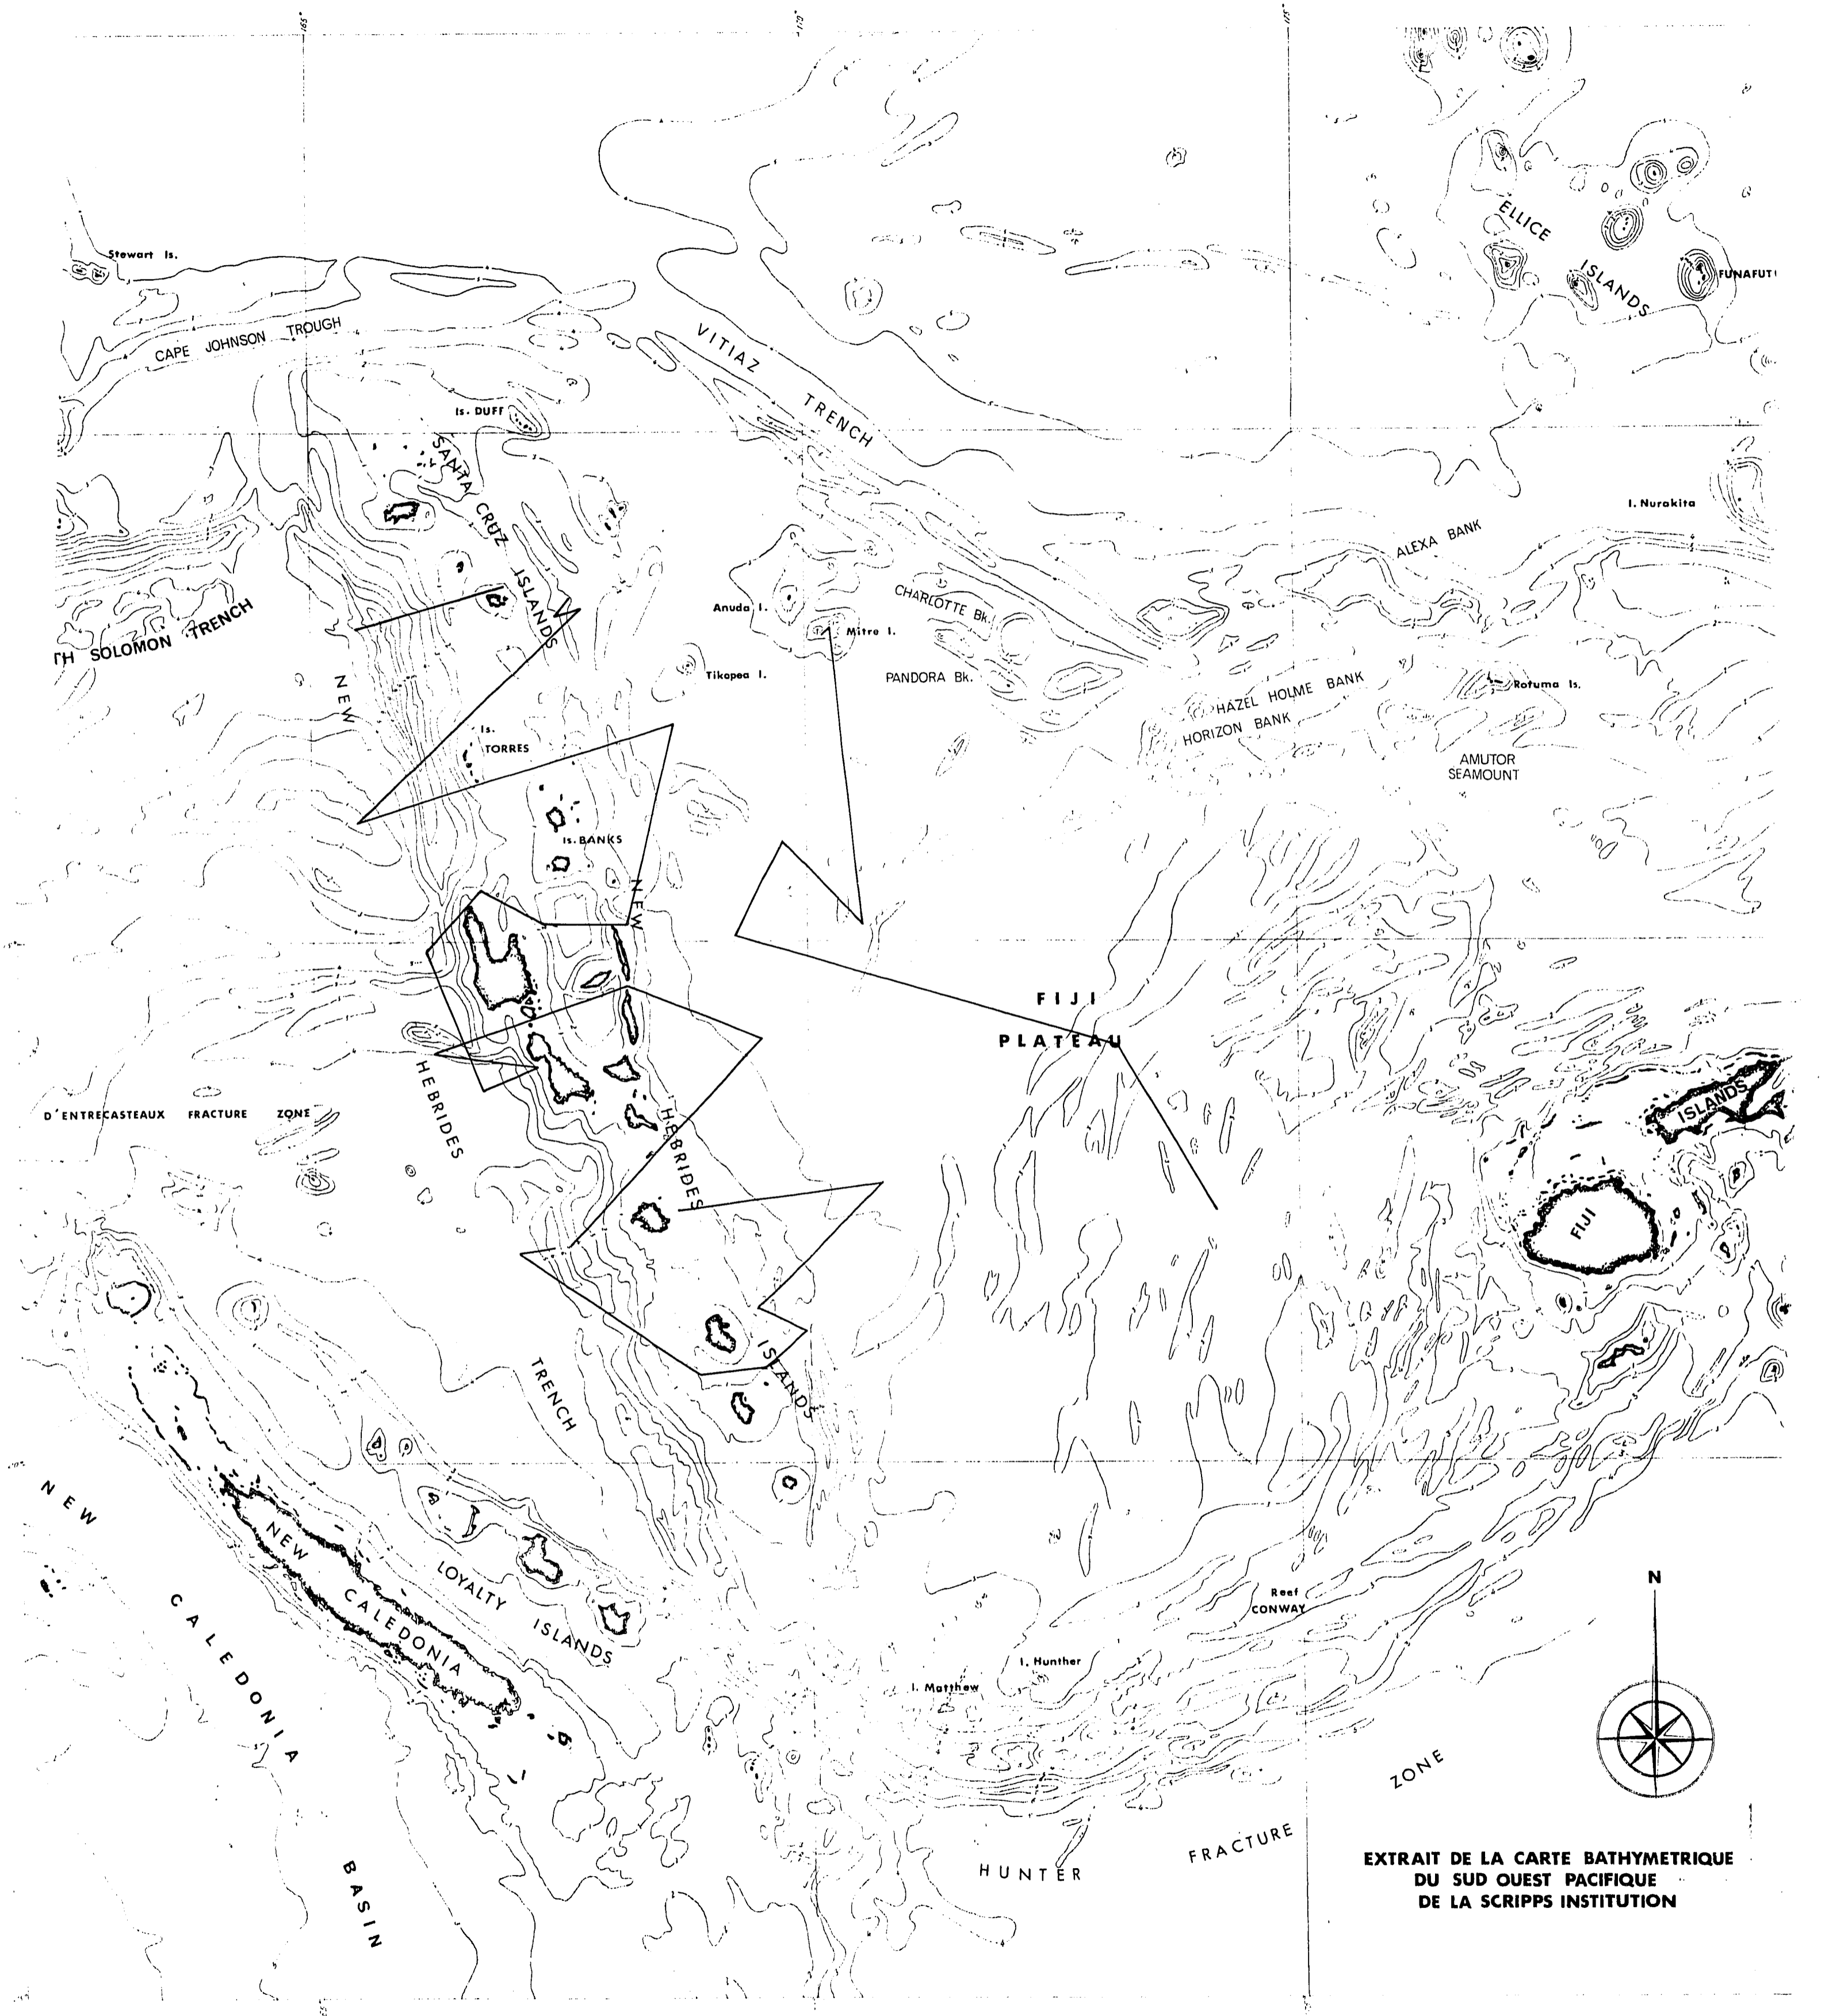 165°
170°
175°
ELLICE
ISLANDS
FUNAFUTI
Stewart Is.
CAPE JOHNSON TROUGH
VITIAZ
TRENCH
Is. DUFF
SANTA
CRUZ
ISLANDS
I. Nurakita
ALEXA BANK
TH SOLOMON TRENCH
Anuda I.
CHARLOTTE BK.
Mitre I.
Tikopea I.
PANDORA BK.
HAZEL HOLME BANK
HORIZON BANK
Rotuma Is.
AMUTOR
SEAMOUNT
NEW
Is.
TORRES
Is. BANKS
NEW
FIJI
PLATEAU
HEBRIDES
HEBRIDES
D'ENTRECASTEAUX FRACTURE ZONE
ISLANDS
FIJI
TRENCH
ISLANDS
NEW
CALEDONIA
BASIN
NEW
CALEDONIA
LOYALTY
ISLANDS
Reef
CONWAY
I. Hunther
I. Matthew
HUNTER
FRACTURE
ZONE
N
EXTRAIT DE LA CARTE BATHYMETRIQUE
DU SUD OUEST PACIFIQUE
DE LA SCRIPPS INSTITUTION